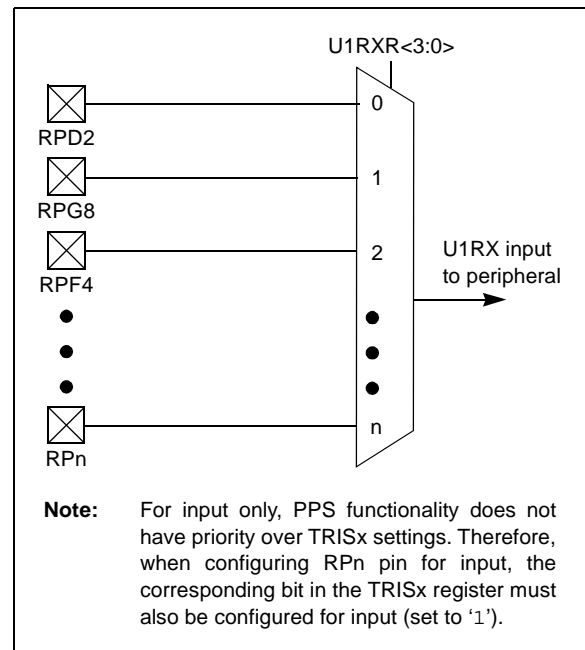 U1RXR<3:0>
RPD2
0
RPG8
1
RPF4
2
U1RX input
to peripheral
RPn
n
Note: For input only, PPS functionality does not
have priority over TRISx settings. Therefore,
when configuring RPn pin for input, the
corresponding bit in the TRISx register must
also be configured for input (set to ‘1’).